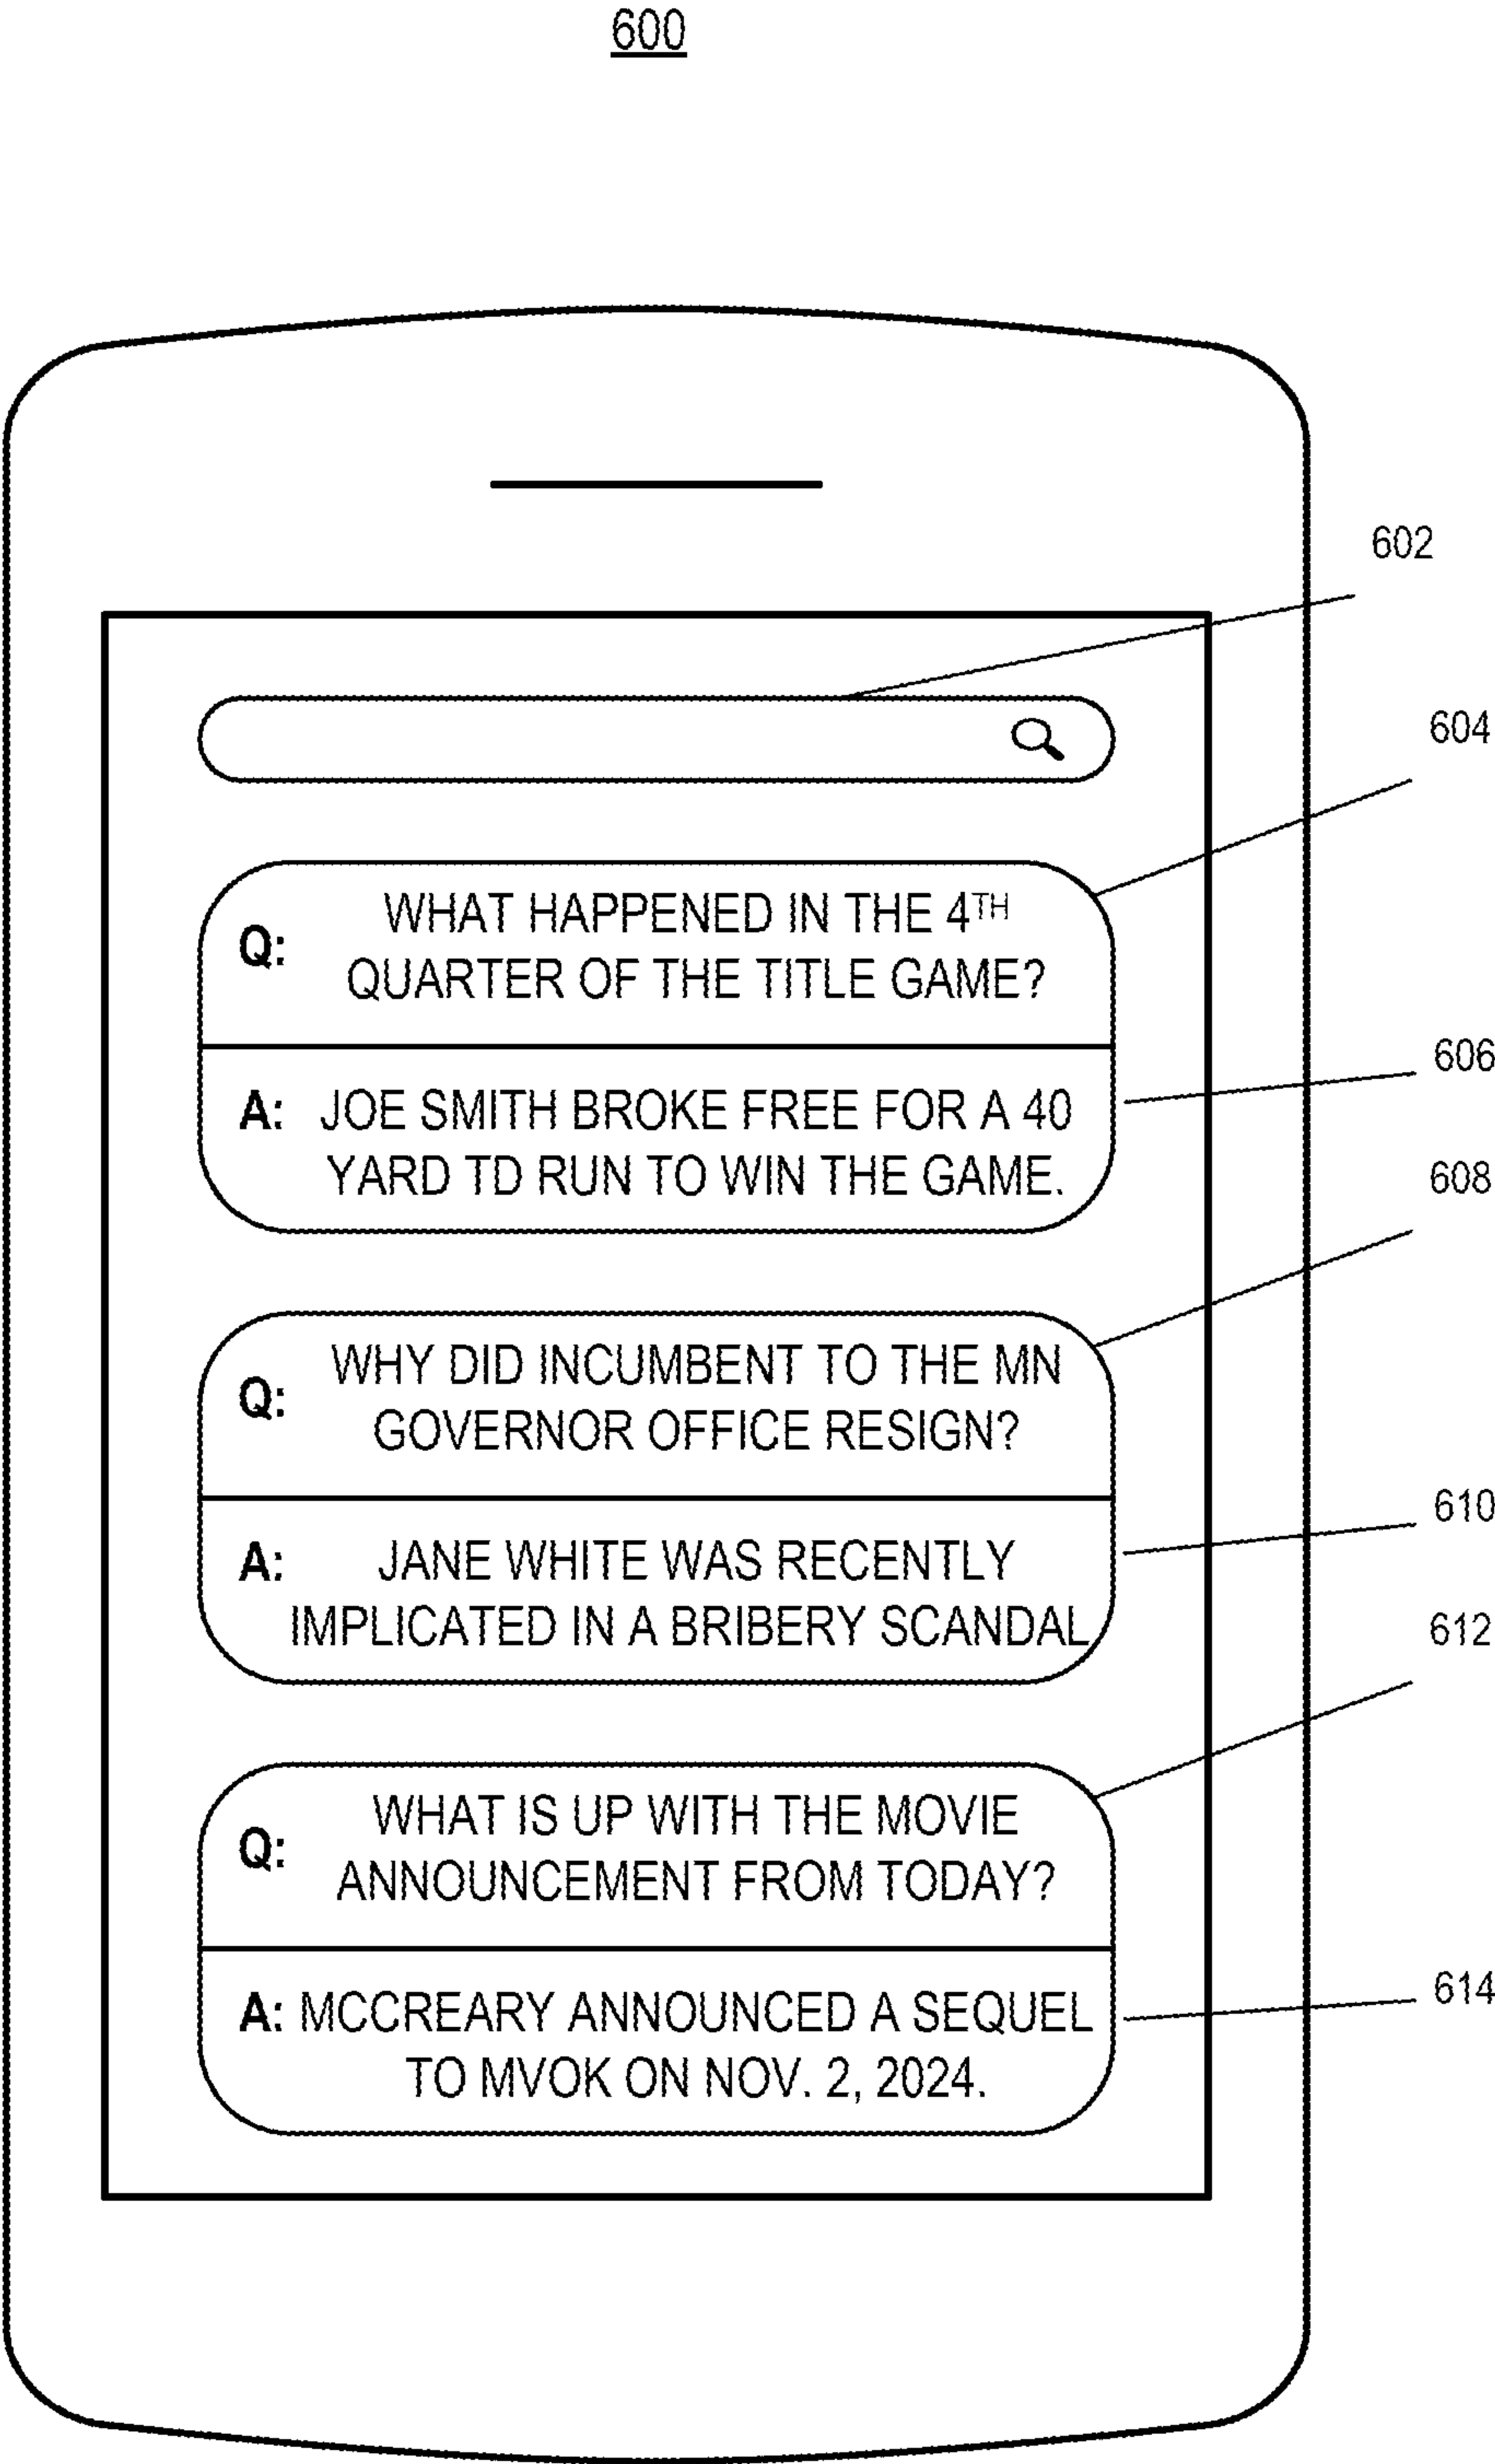 600
602
604
Q: WHAT HAPPENED IN THE 4TH
QUARTER OF THE TITLE GAME?
606
A: JOE SMITH BROKE FREE FOR A 40
YARD TD RUN TO WIN THE GAME.
608
Q: WHY DID INCUMBENT TO THE MN
GOVERNOR OFFICE RESIGN?
610
A: JANE WHITE WAS RECENTLY
IMPLICATED IN A BRIBERY SCANDAL
612
Q: WHAT IS UP WITH THE MOVIE
ANNOUNCEMENT FROM TODAY?
614
A: MCCREARY ANNOUNCED A SEQUEL
TO MVOK ON NOV. 2, 2024.